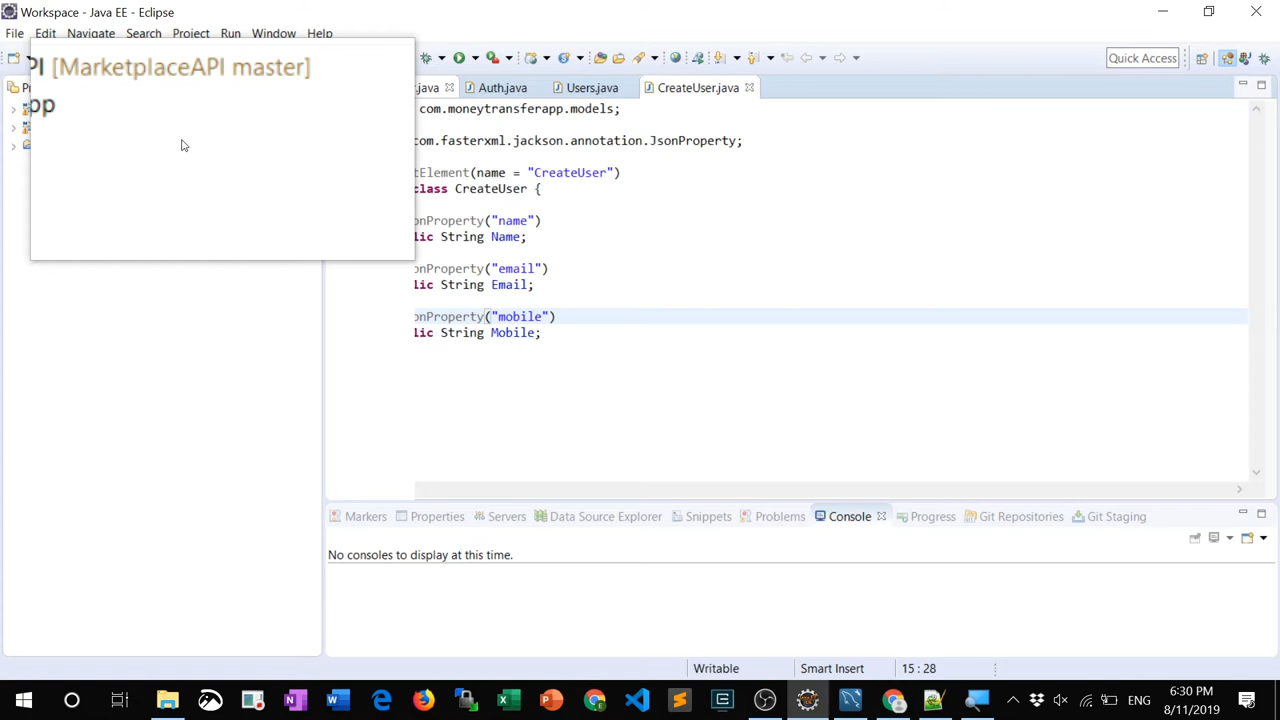 Workspace - Java EE - Eclipse
File Edit Navigate Search Project Run Window Help
Quick Access
PI [MarketplaceAPI master]
pp
.java Auth.java Users.java CreateUser.java
com.moneytransferapp.models;
com.fasterxml.jackson.annotation.JsonProperty;
tElement(name = "CreateUser")
class CreateUser {
onProperty("name")
lic String Name;
onProperty("email")
lic String Email;
onProperty("mobile")
lic String Mobile;
Markers Properties Servers Data Source Explorer Snippets Problems Console Progress Git Repositories Git Staging
No consoles to display at this time.
Writable Smart Insert 15 : 28
ENG
6:30 PM
8/11/2019